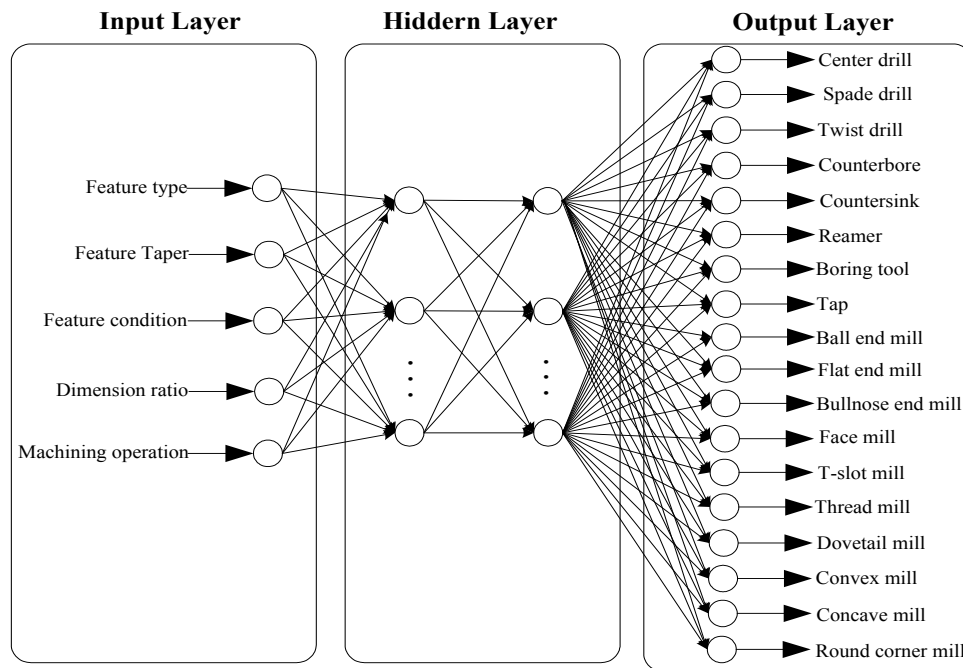 Input Layer
Hiddern Layer
Output Layer
Feature type
Feature Taper
Feature condition
Dimension ratio
Machining operation
Center drill
Spade drill
Twist drill
Counterbore
Countersink
Reamer
Boring tool
Tap
Ball end mill
Flat end mill
Bullnose end mill
Face mill
T-slot mill
Thread mill
Dovetail mill
Convex mill
Concave mill
Round corner mill